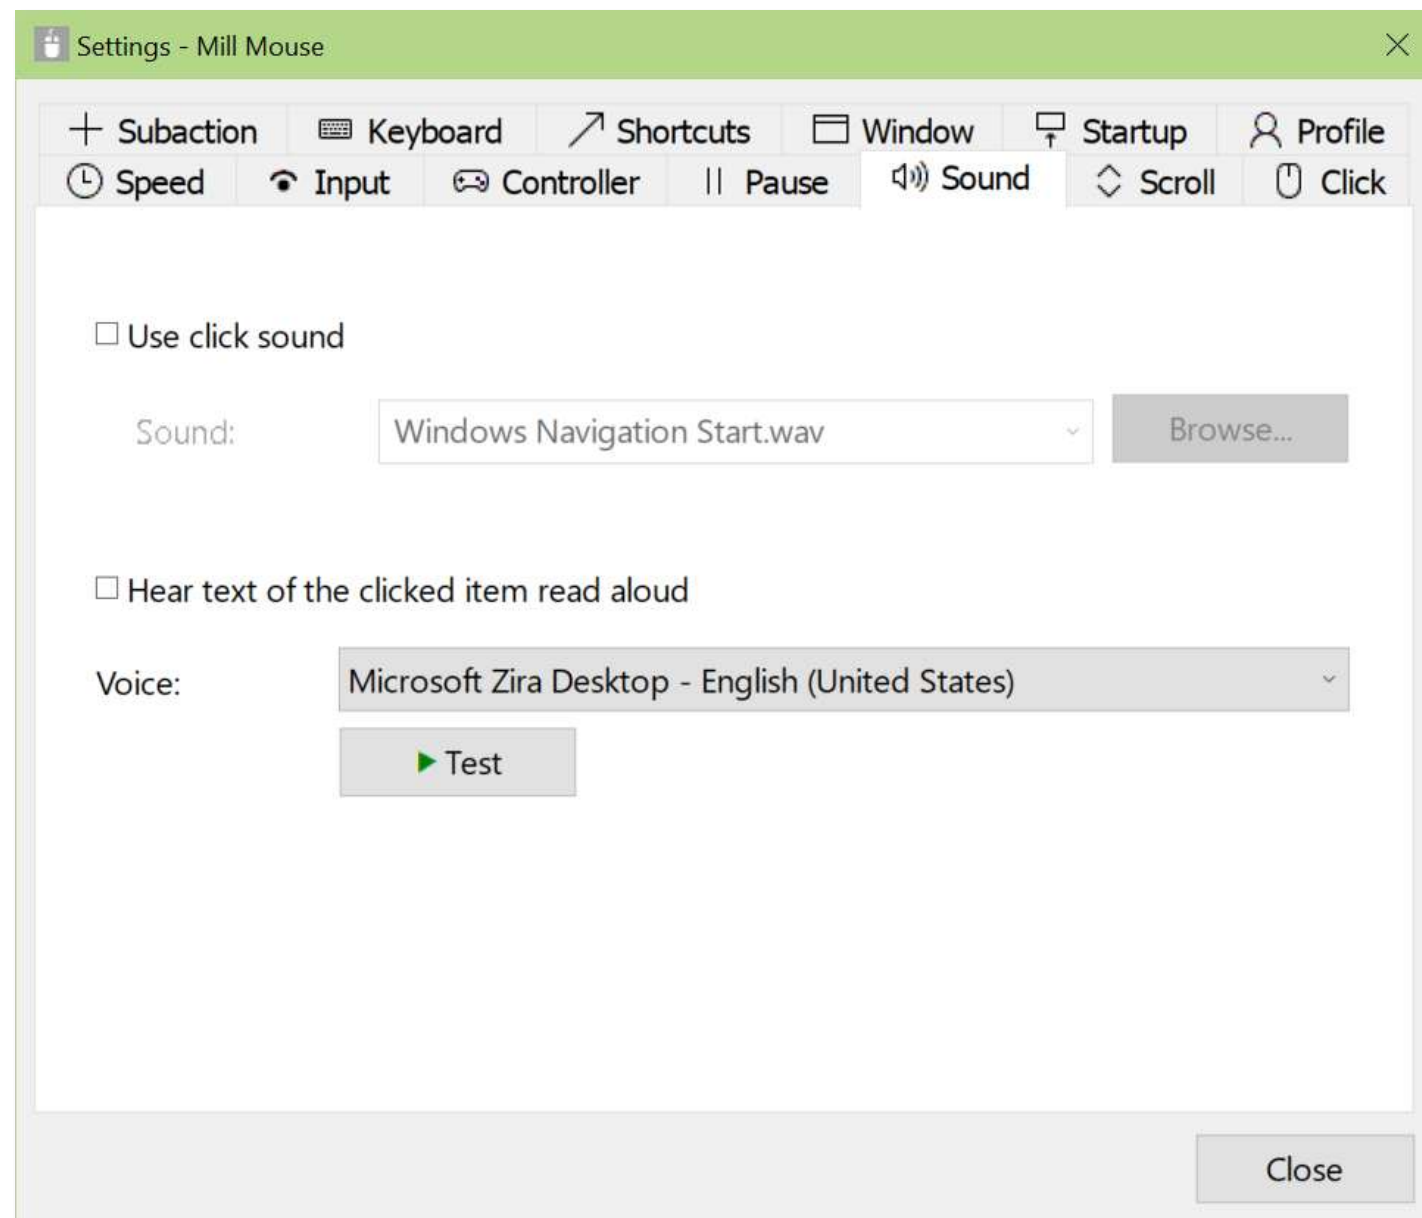 Settings - Mill Mouse
Subaction Keyboard Shortcuts Window Startup Profile
Speed Input Controller Pause Sound Scroll Click
Use click sound
Sound: Windows Navigation Start.wav Browse...
Hear text of the clicked item read aloud
Voice: Microsoft Zira Desktop - English (United States)
Test
Close